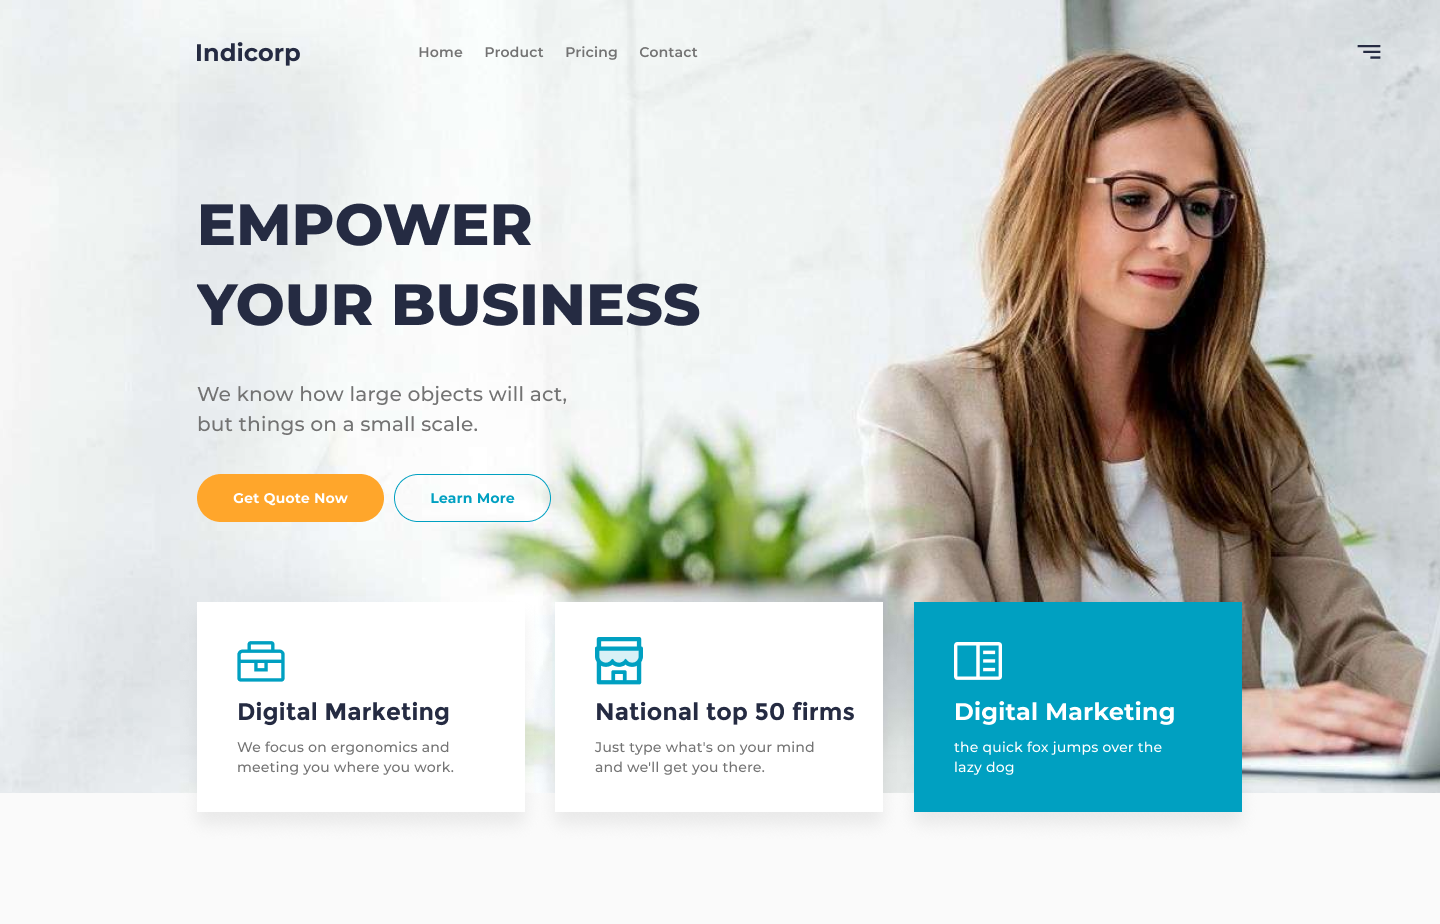 Indicorp
Home Product Pricing Contact
EMPOWER
YOUR BUSINESS
We know how large objects will act,
but things on a small scale.
Get Quote Now
Learn More
Digital Marketing
We focus on ergonomics and
meeting you where you work.
National top 50 firms
Just type what's on your mind
and we'll get you there.
Digital Marketing
the quick fox jumps over the
lazy dog